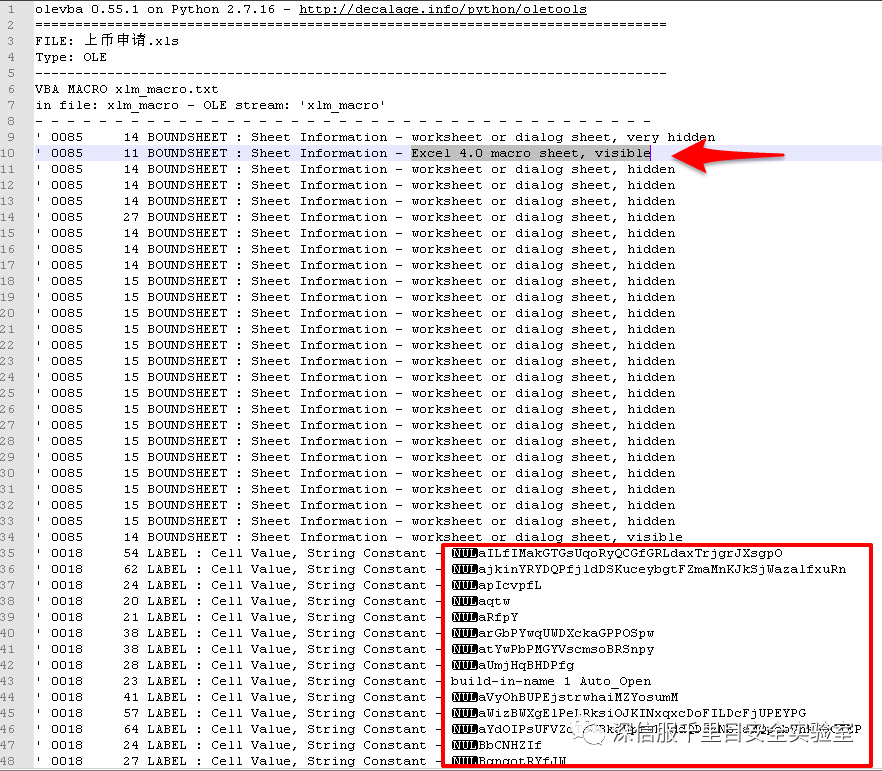 1 olevba 0.55.1 on Python 2.7.16 - http://decalage.info/python/oletools
2 ===============================================================================
3 FILE: 上币申请.xls
4 Type: OLE
5 -------------------------------------------------------------------------------
6 VBA MACRO xlm_macro.txt
7 in file: xlm_macro - OLE stream: 'xlm_macro'
8 - - - - - - - - - - - - - - - - - - - - - - - - - - - - - - - - - - - - - - -
9 ' 0085 14 BOUNDSHEET : Sheet Information - worksheet or dialog sheet, very hidden
10 ' 0085 11 BOUNDSHEET : Sheet Information - Excel 4.0 macro sheet, visible
11 ' 0085 14 BOUNDSHEET : Sheet Information - worksheet or dialog sheet, hidden
12 ' 0085 14 BOUNDSHEET : Sheet Information - worksheet or dialog sheet, hidden
13 ' 0085 14 BOUNDSHEET : Sheet Information - worksheet or dialog sheet, hidden
14 ' 0085 27 BOUNDSHEET : Sheet Information - worksheet or dialog sheet, hidden
15 ' 0085 14 BOUNDSHEET : Sheet Information - worksheet or dialog sheet, hidden
16 ' 0085 14 BOUNDSHEET : Sheet Information - worksheet or dialog sheet, hidden
17 ' 0085 14 BOUNDSHEET : Sheet Information - worksheet or dialog sheet, hidden
18 ' 0085 15 BOUNDSHEET : Sheet Information - worksheet or dialog sheet, hidden
19 ' 0085 15 BOUNDSHEET : Sheet Information - worksheet or dialog sheet, hidden
20 ' 0085 15 BOUNDSHEET : Sheet Information - worksheet or dialog sheet, hidden
21 ' 0085 15 BOUNDSHEET : Sheet Information - worksheet or dialog sheet, hidden
22 ' 0085 15 BOUNDSHEET : Sheet Information - worksheet or dialog sheet, hidden
23 ' 0085 15 BOUNDSHEET : Sheet Information - worksheet or dialog sheet, hidden
24 ' 0085 15 BOUNDSHEET : Sheet Information - worksheet or dialog sheet, hidden
25 ' 0085 15 BOUNDSHEET : Sheet Information - worksheet or dialog sheet, hidden
26 ' 0085 15 BOUNDSHEET : Sheet Information - worksheet or dialog sheet, hidden
27 ' 0085 15 BOUNDSHEET : Sheet Information - worksheet or dialog sheet, hidden
28 ' 0085 15 BOUNDSHEET : Sheet Information - worksheet or dialog sheet, hidden
29 ' 0085 15 BOUNDSHEET : Sheet Information - worksheet or dialog sheet, hidden
30 ' 0085 15 BOUNDSHEET : Sheet Information - worksheet or dialog sheet, hidden
31 ' 0085 15 BOUNDSHEET : Sheet Information - worksheet or dialog sheet, hidden
32 ' 0085 15 BOUNDSHEET : Sheet Information - worksheet or dialog sheet, hidden
33 ' 0085 15 BOUNDSHEET : Sheet Information - worksheet or dialog sheet, hidden
34 ' 0085 14 BOUNDSHEET : Sheet Information - worksheet or dialog sheet, visible
35 ' 0018 54 LABEL : Cell Value, String Constant - NULaILfIMakGTGsUqoRyQCGfGRLdaxTrjgrJXsgpO
36 ' 0018 62 LABEL : Cell Value, String Constant - NULajkinYRYDQPfjldDSKuceybgtFZmaMnKJkSjWazalfxuRn
37 ' 0018 24 LABEL : Cell Value, String Constant - NULapIcvpfL
38 ' 0018 20 LABEL : Cell Value, String Constant - NULaqtw
39 ' 0018 21 LABEL : Cell Value, String Constant - NULaRfpY
40 ' 0018 38 LABEL : Cell Value, String Constant - NULarGbPYwqUWDXckaGPPOSpw
41 ' 0018 38 LABEL : Cell Value, String Constant - NULatYwPbPMGYVscmsoBRSnpy
42 ' 0018 28 LABEL : Cell Value, String Constant - NULaUmjHqBHDPfg
43 ' 0018 23 LABEL : Cell Value, String Constant - build-in-name 1 Auto_Open
44 ' 0018 41 LABEL : Cell Value, String Constant - NULaVyOhBUPEjstrwhaiMZYosumM
45 ' 0018 57 LABEL : Cell Value, String Constant -
46 ' 0018 64 LABEL : Cell Value, String Constant -
深信服千里目安全实验室
47 ' 0018 24 LABEL : Cell Value, String Constant - NULBbCNHZIf
48 ' 0018 27 LABEL : Cell Value, String Constant -